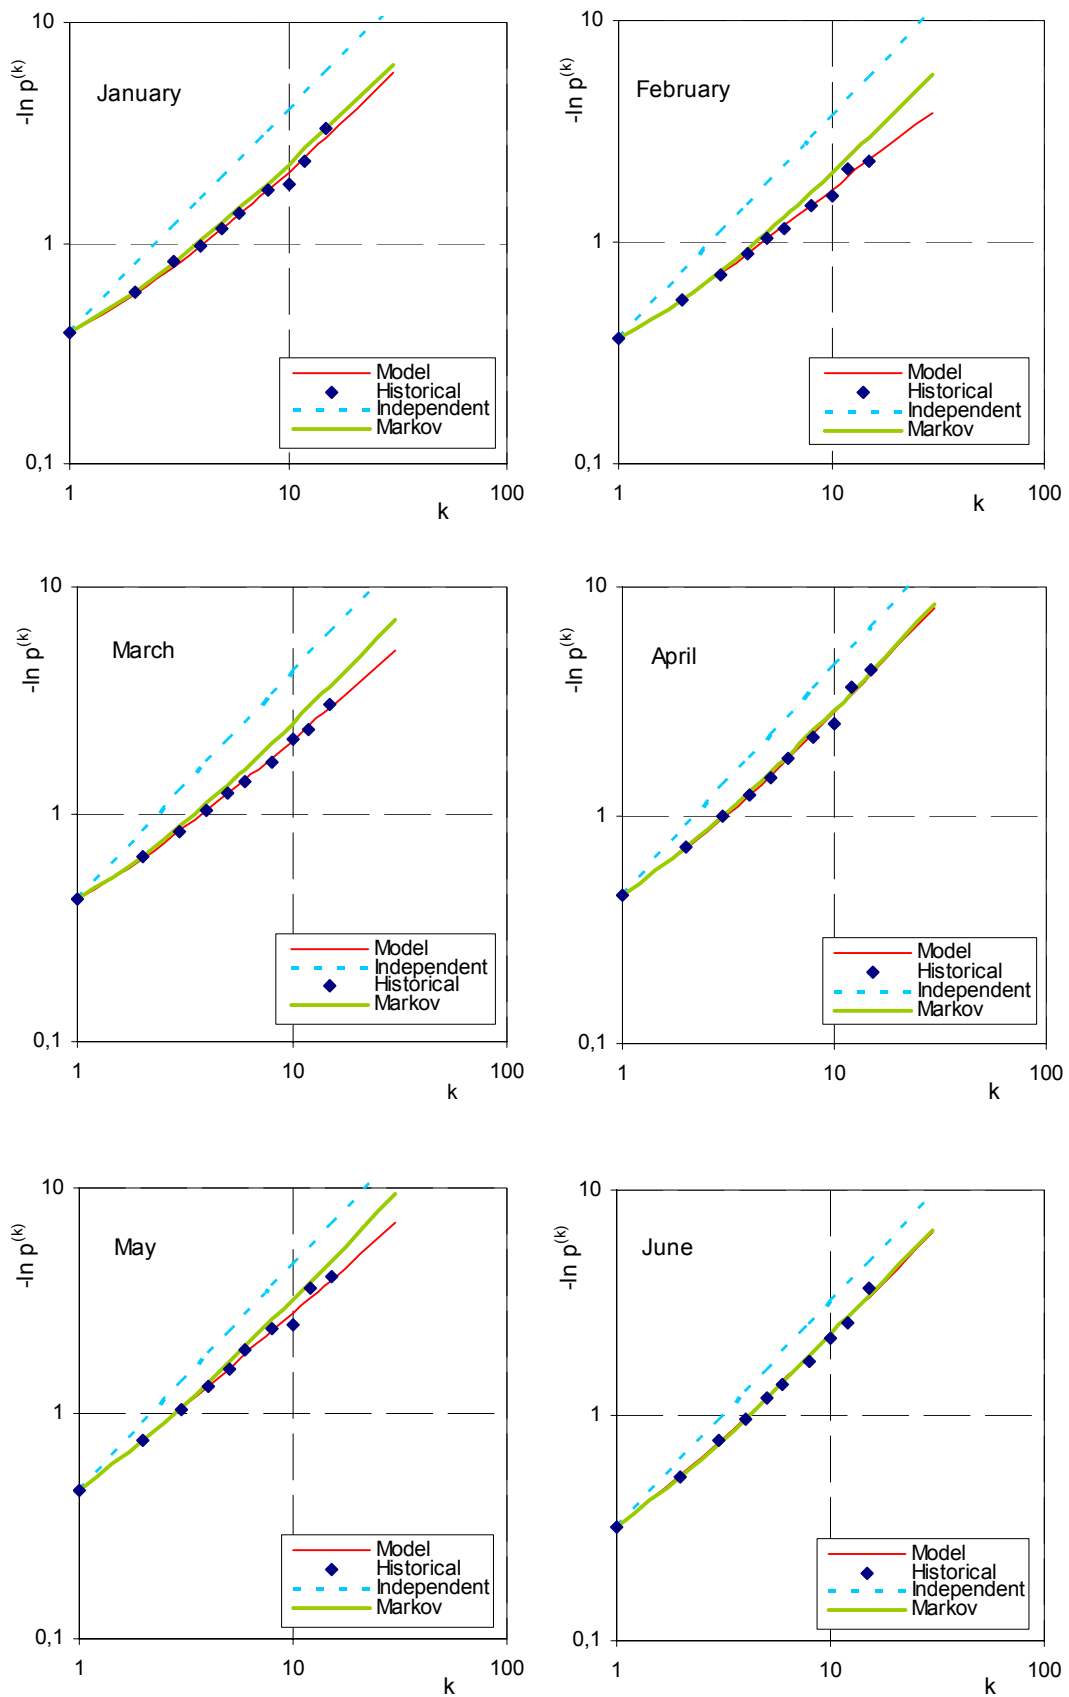 10
-ln p(k)
January
1
Model
Historical
Independent
Markov
0,1
1
10
100
k
10
-ln p(k)
February
1
Model
Historical
Independent
Markov
0,1
1
10
100
k
10
-ln p(k)
March
1
Model
Independent
Historical
Markov
0,1
1
10
100
k
10
-ln p(k)
April
1
Model
Historical
Independent
Markov
0,1
1
10
100
k
10
-ln p(k)
May
1
Model
Historical
Independent
Markov
0,1
1
10
100
k
10
-ln p(k)
June
1
Model
Historical
Independent
Markov
0,1
1
10
100
k